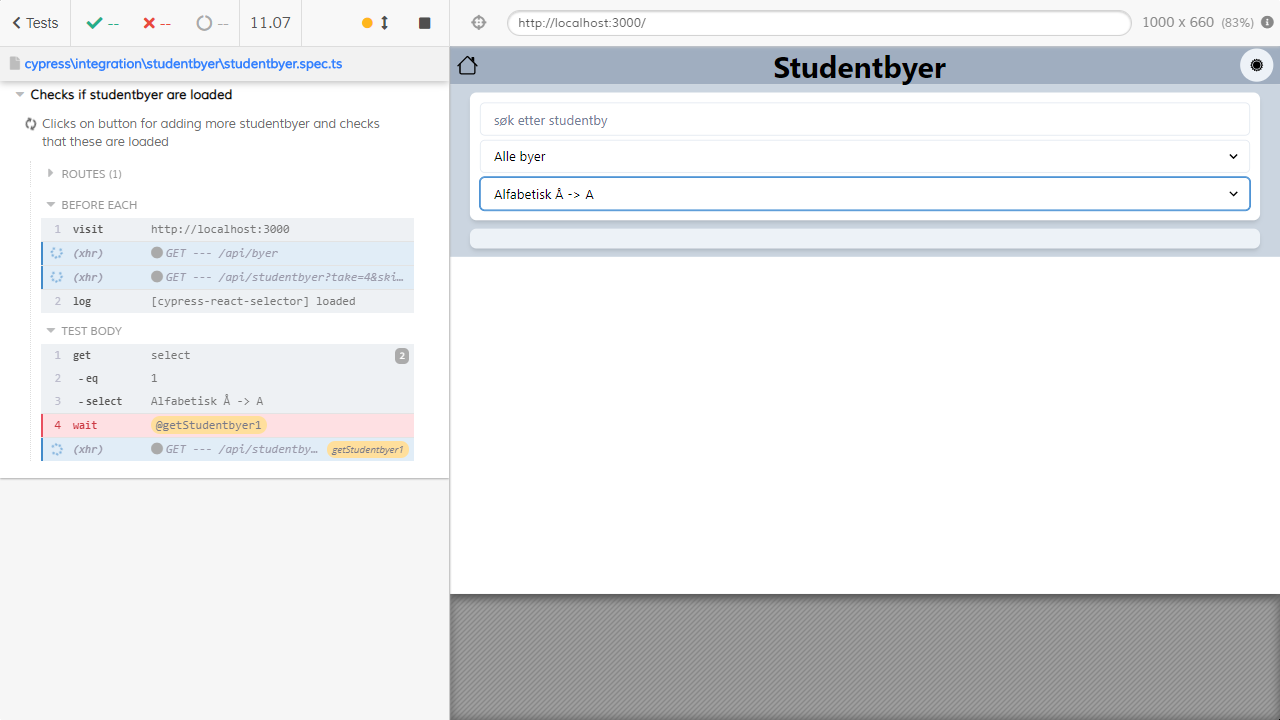 Tests
--
--
--
11.07
http://localhost:3000/
1000 x 660 (83%)
cypress\integration\studentbyer\studentbyer.spec.ts
Checks if studentbyer are loaded
Clicks on button for adding more studentbyer and checks
that these are loaded
ROUTES (1)
BEFORE EACH
1 visit http://localhost:3000
(xhr) GET --- /api/byer
(xhr) GET --- /api/studentbyer?take=4&ski…
2 log [cypress-react-selector] loaded
TEST BODY
1 get select 2
2 -eq 1
3 -select Alfabetisk Å -> A
4 wait @getStudentbyer1
(xhr) GET --- /api/studentby… getStudentbyer1
Studentbyer
søk etter studentby
Alle byer
Alfabetisk Å -> A